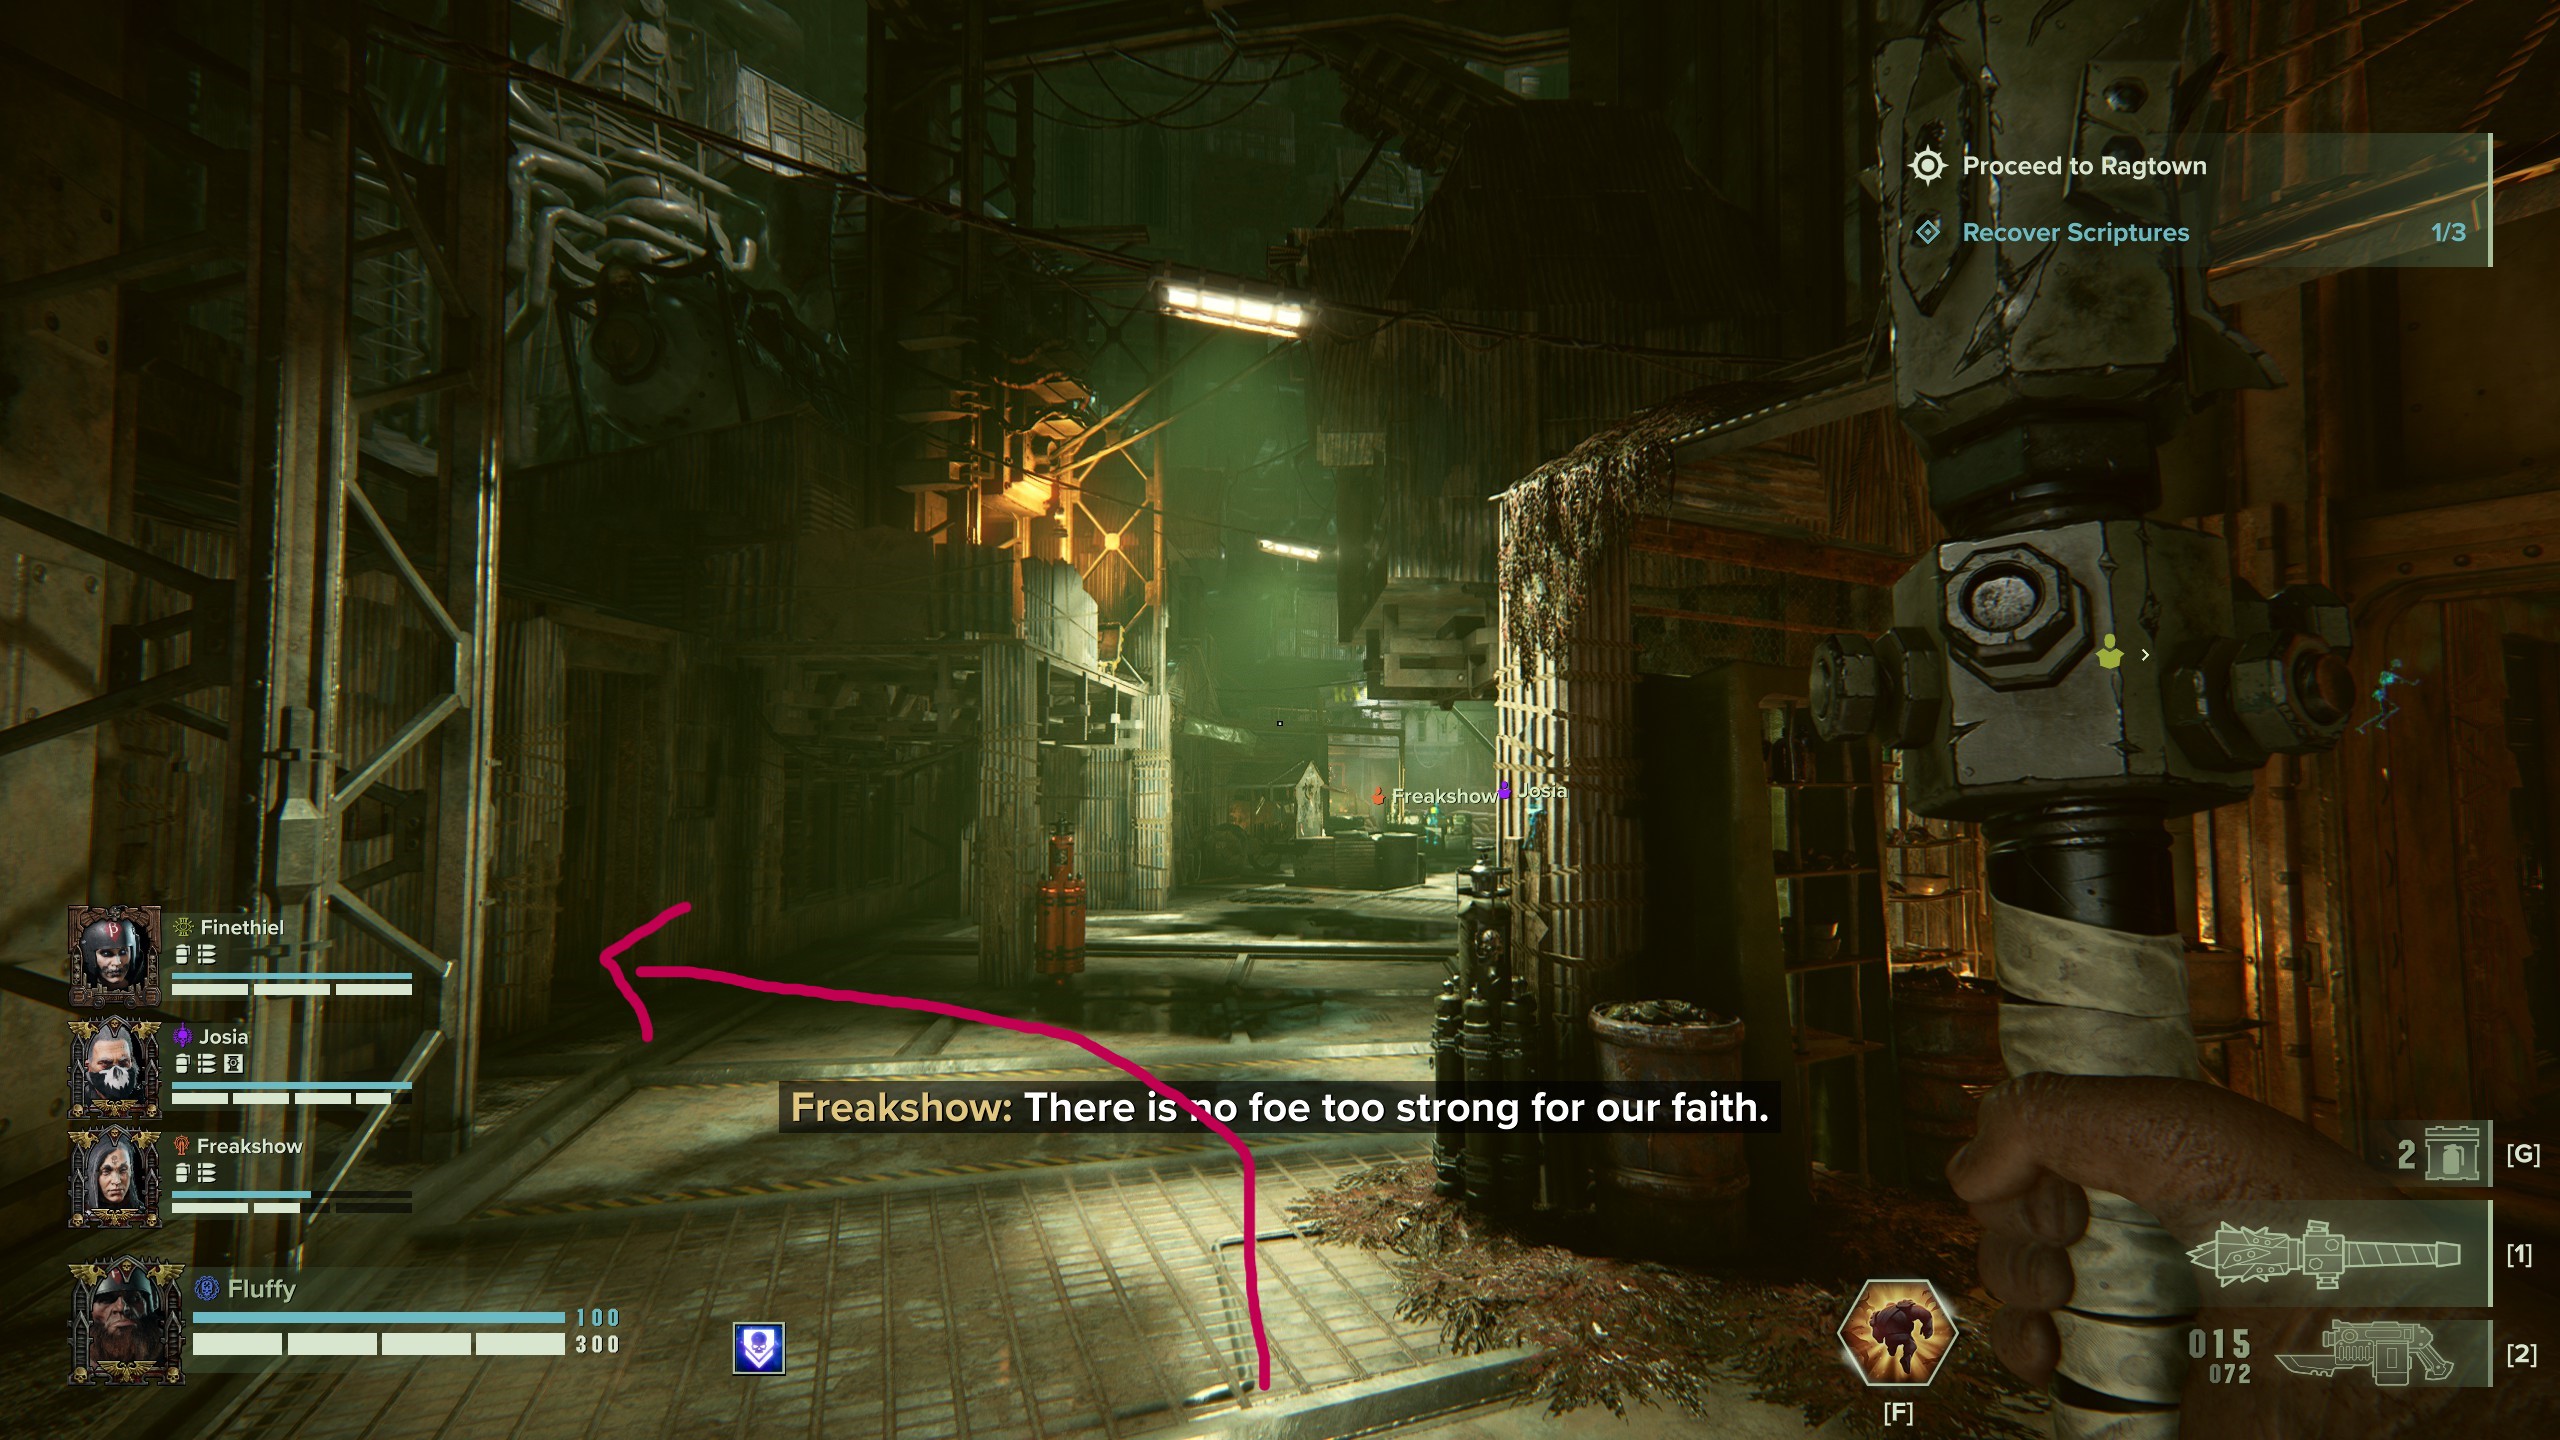 Proceed to Ragtown
Recover Scriptures 1/3
Freakshow Josia
Finethiel
Josia
Freakshow
Freakshow: There is no foe too strong for our faith.
Fluffy
100
300
2 [G]
[1]
015
072
[2]
[F]